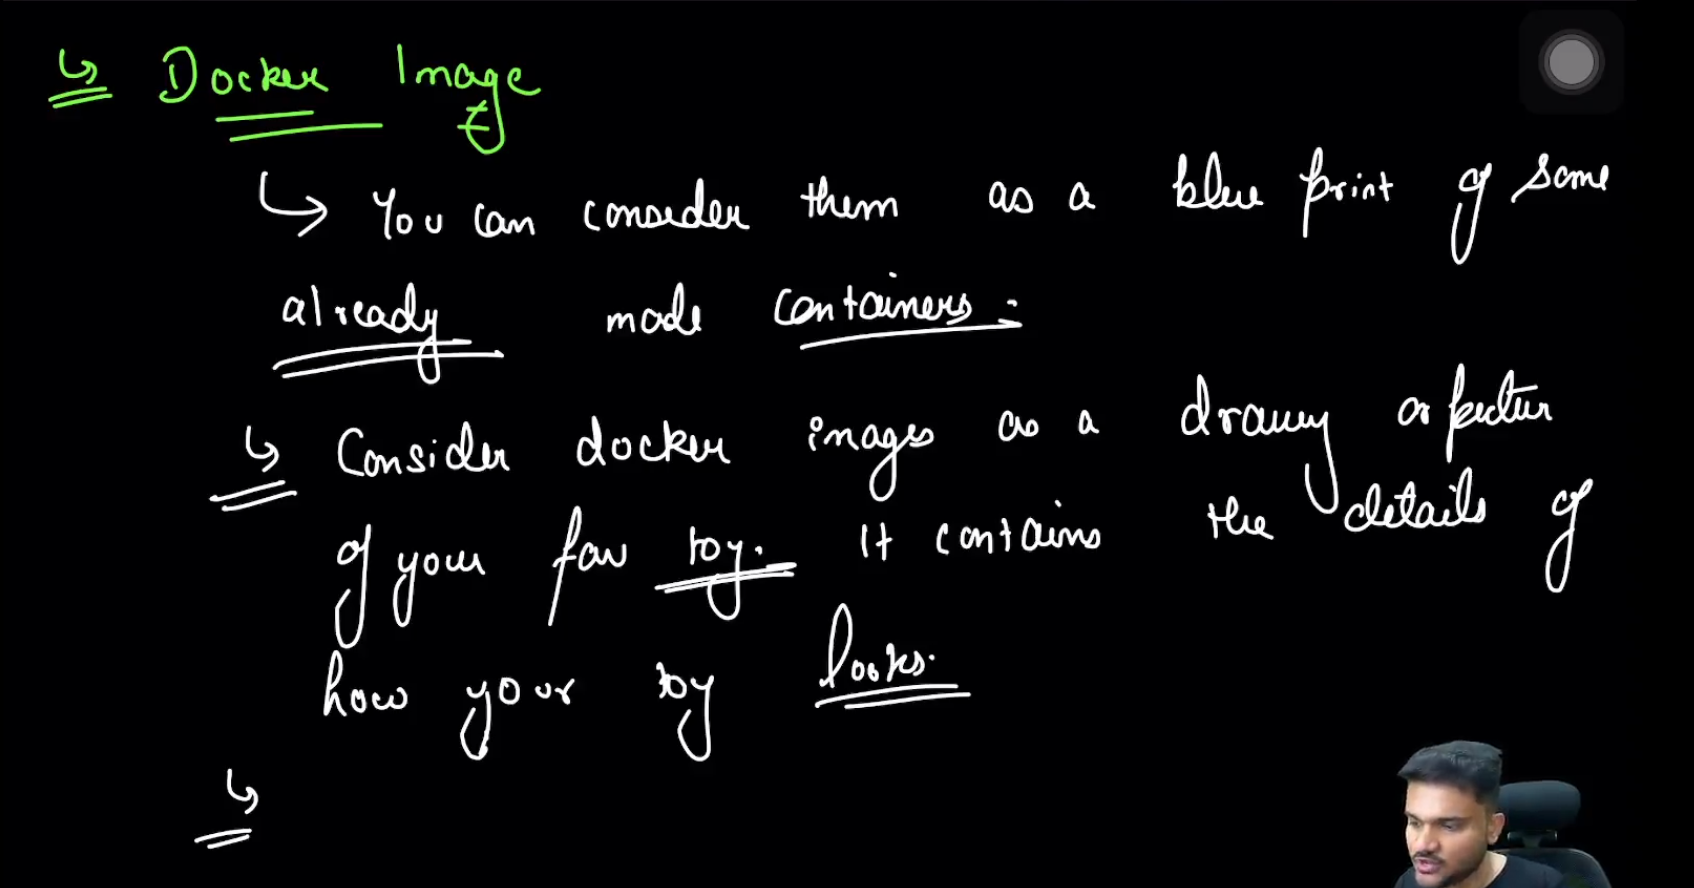 ↳ Docker Image
↳ You can consider them as a blue print of some
already made containers.
↳ Consider docker images as a drawing or picture
of your fav toy. It contains the details of
how your toy looks.
↳